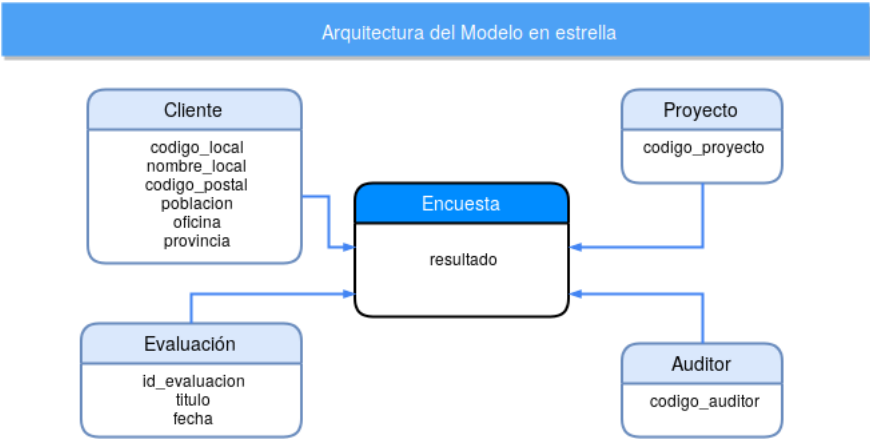 Arquitectura del Modelo en estrella
Cliente
codigo_local
nombre_local
codigo_postal
poblacion
oficina
provincia
Proyecto
codigo_proyecto
Encuesta
resultado
Evaluación
id_evaluacion
titulo
fecha
Auditor
codigo_auditor